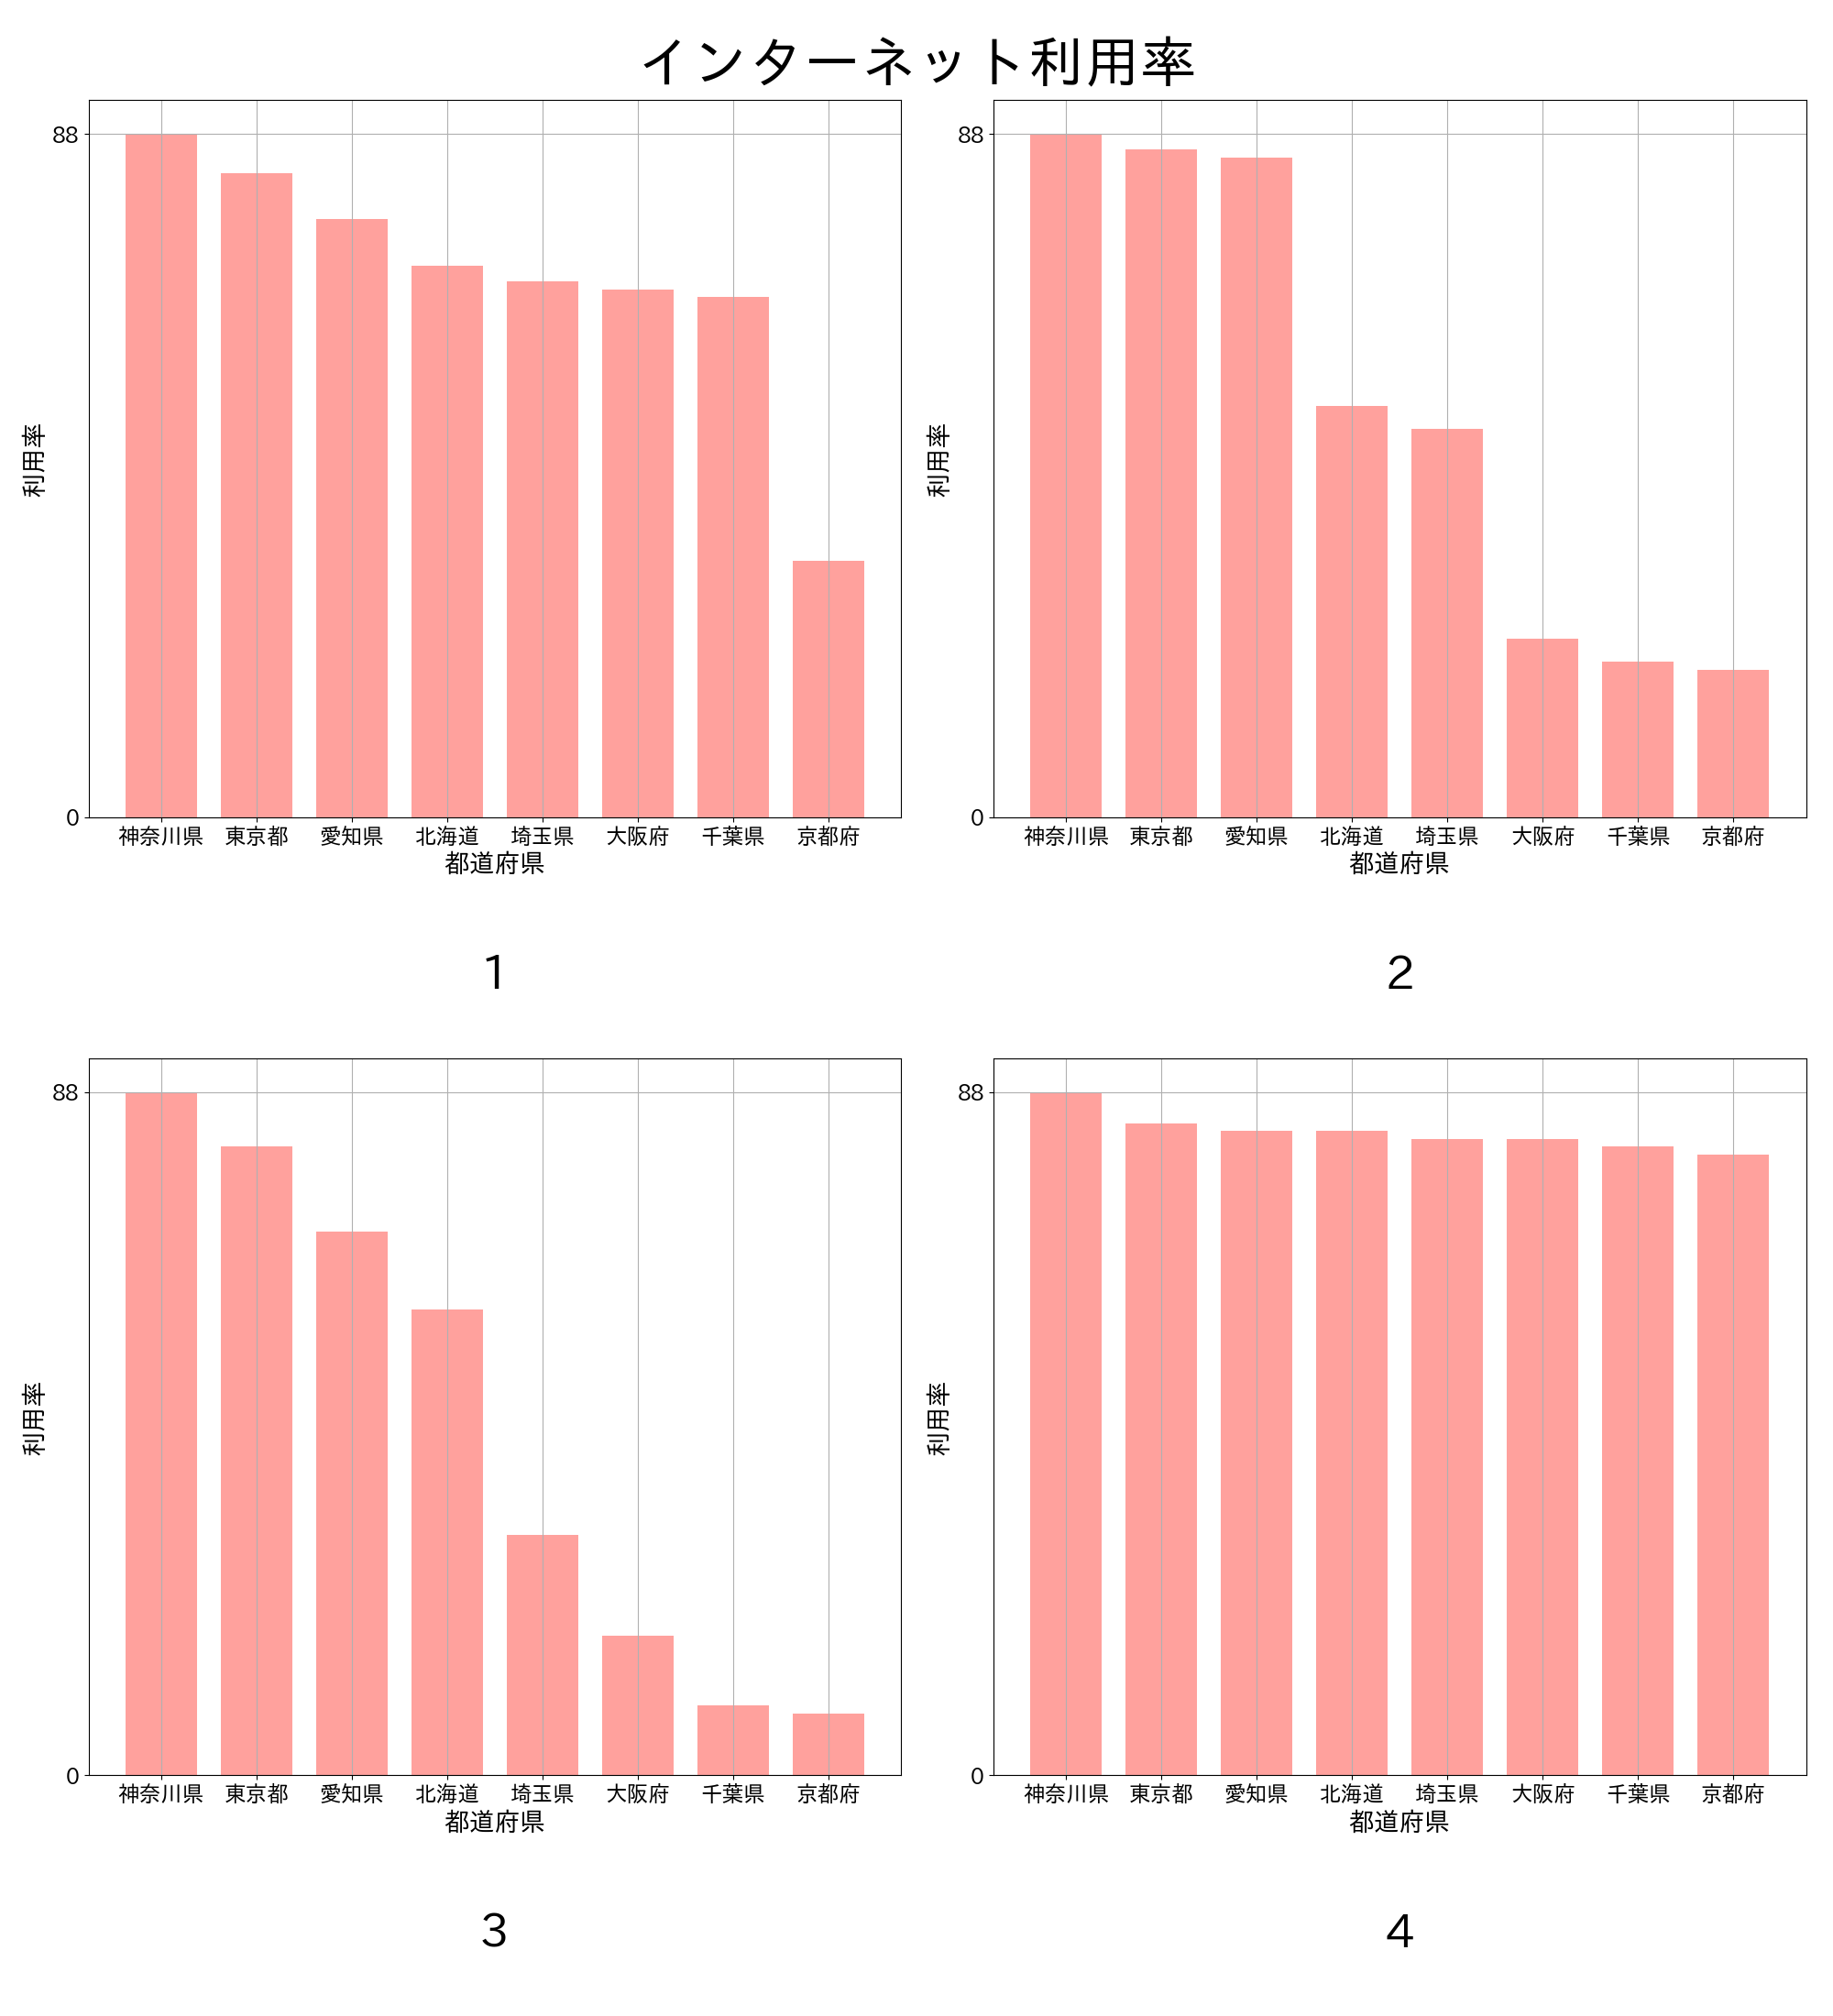 インターネット利用率
88
0
利用率
神奈川県 東京都 愛知県 北海道 埼玉県 大阪府 千葉県 京都府
都道府県
1
88
0
利用率
神奈川県 東京都 愛知県 北海道 埼玉県 大阪府 千葉県 京都府
都道府県
2
88
0
利用率
神奈川県 東京都 愛知県 北海道 埼玉県 大阪府 千葉県 京都府
都道府県
3
88
0
利用率
神奈川県 東京都 愛知県 北海道 埼玉県 大阪府 千葉県 京都府
都道府県
4